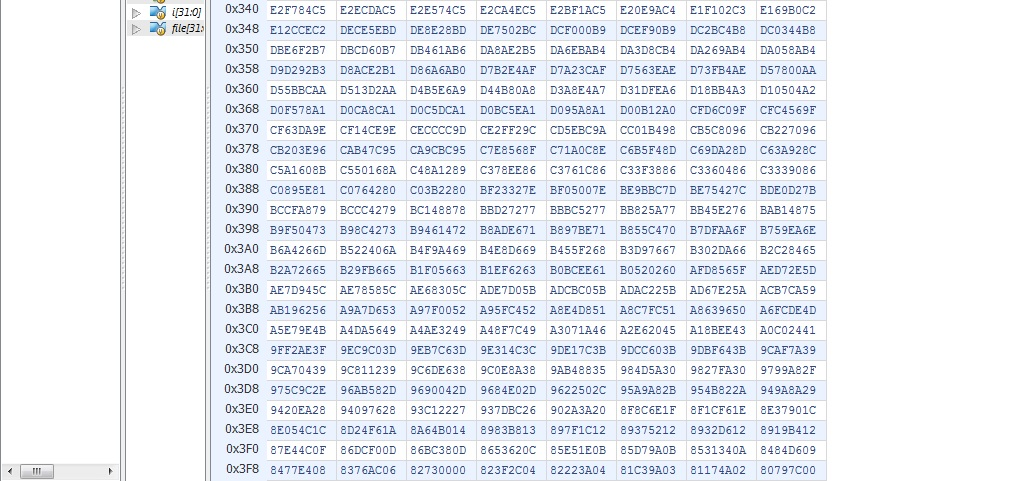 i[31:0]
file[31:
0x340 E2F784C5 E2ECDAC5 E2E574C5 E2CA4EC5 E2BF1AC5 E20E9AC4 E1F102C3 E169B0C2
0x348 E12CCEC2 DECE5EBD DE8E28BD DE7502BC DCF000B9 DCEF90B9 DC2BC4B8 DC0344B8
0x350 DBE6F2B7 DBCD60B7 DB461AB6 DA8AE2B5 DA6EBAB4 DA3D8CB4 DA269AB4 DA058AB4
0x358 D9D292B3 D8ACE2B1 D86A6AB0 D7B2E4AF D7A23CAF D7563EAE D73FB4AE D57800AA
0x360 D55BBCAA D513D2AA D4B5E6A9 D44B80A8 D3A8E4A7 D31DFEA6 D18BB4A3 D10504A2
0x368 D0F578A1 D0CA8CA1 D0C5DCA1 D0BC5EA1 D095A8A1 D00B12A0 CFD6C09F CFC4569F
0x370 CF63DA9E CF14CE9E CECCCC9D CE2FF29C CD5EBC9A CC01B498 CB5C8096 CB227096
0x378 CB203E96 CAB47C95 CA9CBC95 C7E8568F C71A0C8E C6B5F48D C69DA28D C63A928C
0x380 C5A1608B C550168A C48A1289 C378EE86 C3761C86 C33F3886 C3360486 C3339086
0x388 C0895E81 C0764280 C03B2280 BF23327E BF05007E BE9BBC7D BE75427C BDE0D27B
0x390 BCCFA879 BCCC4279 BC148878 BBD27277 BBBC5277 BB825A77 BB45E276 BAB14875
0x398 B9F50473 B98C4273 B9461472 B8ADE671 B897BE71 B855C470 B7DFAA6F B759EA6E
0x3A0 B6A4266D B522406A B4F9A469 B4E8D669 B455F268 B3D97667 B302DA66 B2C28465
0x3A8 B2A72665 B29FB665 B1F05663 B1EF6263 B0BCEE61 B0520260 AFD8565F AED72E5D
0x3B0 AE7D945C AE78585C AE68305C ADE7D05B ADCBC05B ADAC225B AD67E25A ACB7CA59
0x3B8 AB196256 A9A7D653 A97F0052 A95FC452 A8E4D851 A8C7FC51 A8639650 A6FCDE4D
0x3C0 A5E79E4B A4DA5649 A4AE3249 A48F7C49 A3071A46 A2E62045 A18BEE43 A0C02441
0x3C8 9FF2AE3F 9EC9C03D 9EB7C63D 9E314C3C 9DE17C3B 9DCC603B 9DBF643B 9CAF7A39
0x3D0 9CA70439 9C811239 9C6DE638 9C0E8A38 9AB48835 984D5A30 9827FA30 9799A82F
0x3D8 975C9C2E 96AB582D 9690042D 9684E02D 9622502C 95A9A82B 954B822A 949A8A29
0x3E0 9420EA28 94097628 93C12227 937DBC26 902A3A20 8F8C6E1F 8F1CF61E 8E37901C
0x3E8 8E054C1C 8D24F61A 8A64B014 8983B813 897F1C12 89375212 8932D612 8919B412
0x3F0 87E44C0F 86DCF00D 86BC380D 8653620C 85E51E0B 85D79A0B 8531340A 8484D609
0x3F8 8477E408 8376AC06 82730000 823F2C04 82223A04 81C39A03 81174A02 80797C00